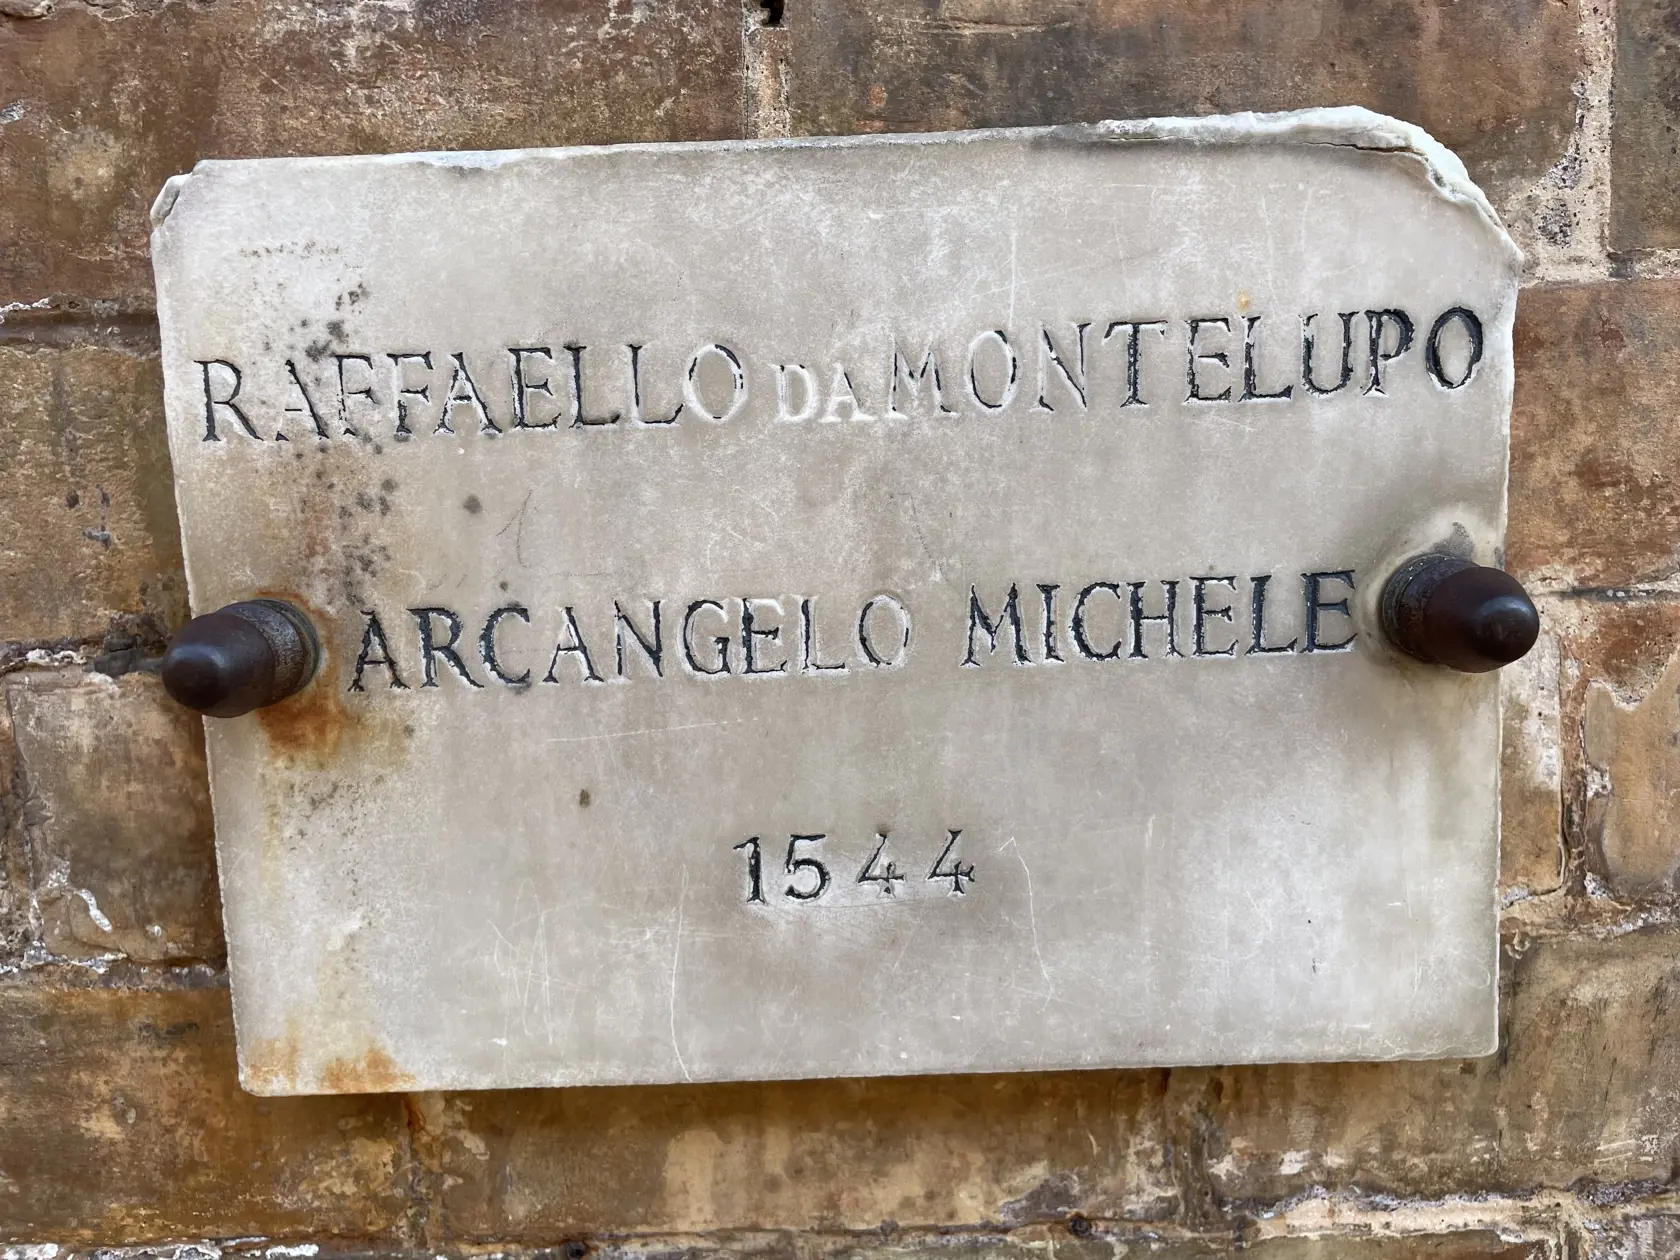 RAFFAELLO DA MONTELUPO
ARCANGELO MICHELE
1544